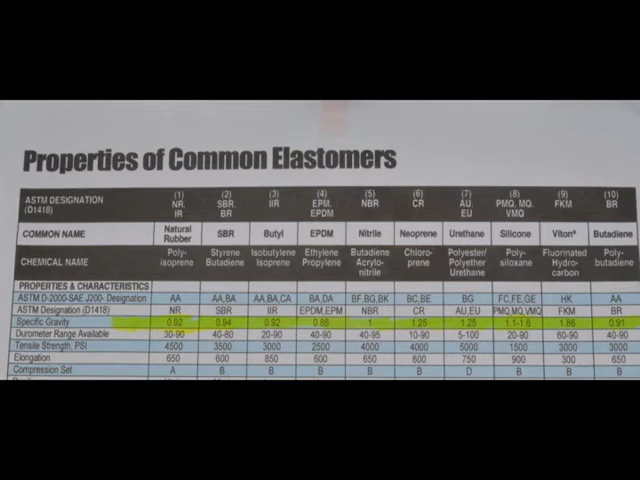 Properties of Common Elastomers
ASTM DESIGNATION (D1418) (1) NR, IR (2) SBR, BR (3) IIR (4) EPM, EPDM (5) NBR (6) CR (7) AU, EU (8) PMQ, MQ, VMQ (9) FKM (10) BR
COMMON NAME Natural Rubber SBR Butyl EPDM Nitrile Neoprene Urethane Silicone Viton® Butadiene
CHEMICAL NAME Poly-isoprene Styrene Butadiene Isobutylene Isoprene Ethylene Propylene Butadiene Acrylo-nitrile Chloro-prene Polyester/ Polyether Urethane Poly-siloxane Fluorinated Hydro-carbon Poly-butadiene
PROPERTIES & CHARACTERISTICS
ASTM D-2000-SAE J200- Designation AA AA,BA AA,BA,CA BA,DA BF,BG,BK BC,BE BG FC,FE,GE HK AA
ASTM Designation (D1418) NR SBR IIR EPDM,EPM NBR CR AU,EU PMQ,MQ,VMQ FKM BR
Specific Gravity 0.92 0.94 0.92 0.86 1 1.25 1.25 1.1-1.6 1.86 0.91
Durometer Range Available 30-90 40-80 40-90 40-90 40-95 10-90 5-100 20-90 60-90 40-90
Tensile Strength, PSI 4500 3500 3000 2500 4000 4000 5000 1500 3000 3000
Elongation 650 600 850 600 650 600 750 900 300 650
Compression Set A B B B B B D B B B